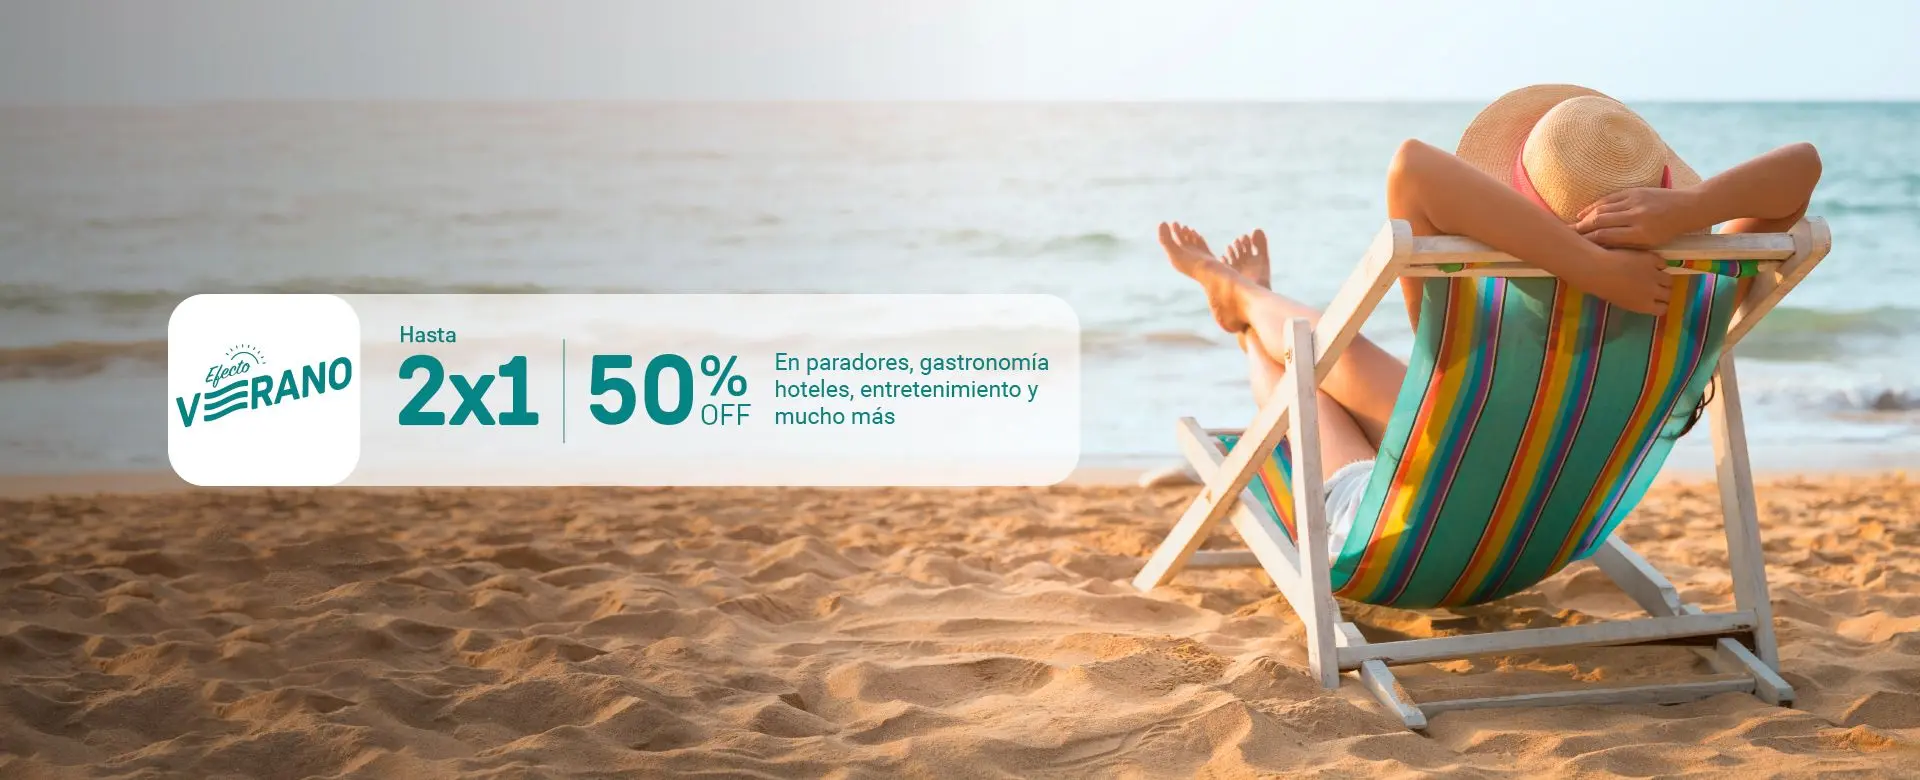 Efecto
VERANO
Hasta
2x1
50% OFF
En paradores, gastronomía
hoteles, entretenimiento y
mucho más